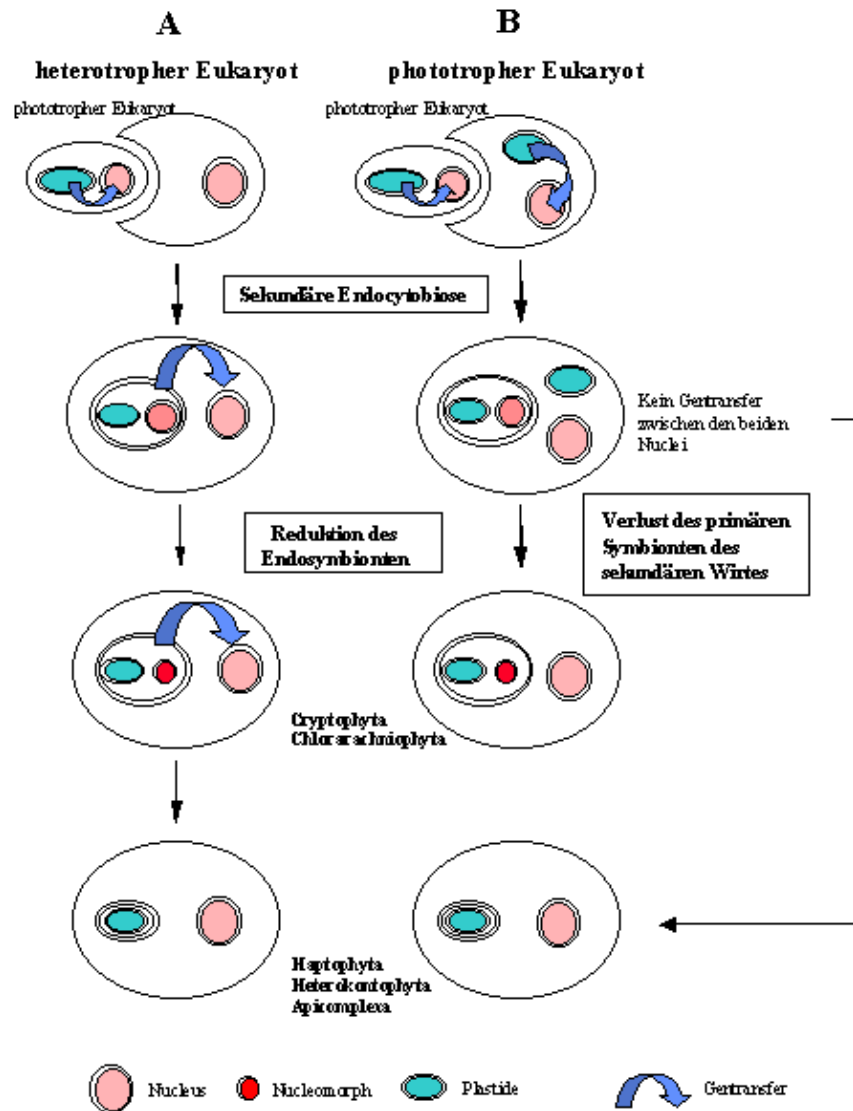 A
B
heterotropher Eukaryot
phototropher Eukaryot
phototropher Eukaryot
phototropher Eukaryot
Sekundäre Endocytobiose
Kein Gentransfer
zwischen den beiden
Nuclei
Reduktion des
Endosymbionten
Verlust des primären
Symbionten des
sekundären Wirtes
Cryptophyta
Chlorarachniophyta
Haptophyta
Heterokontophyta
Apicomplexa
Nucleus
Nucleomorph
Plastide
Gentransfer